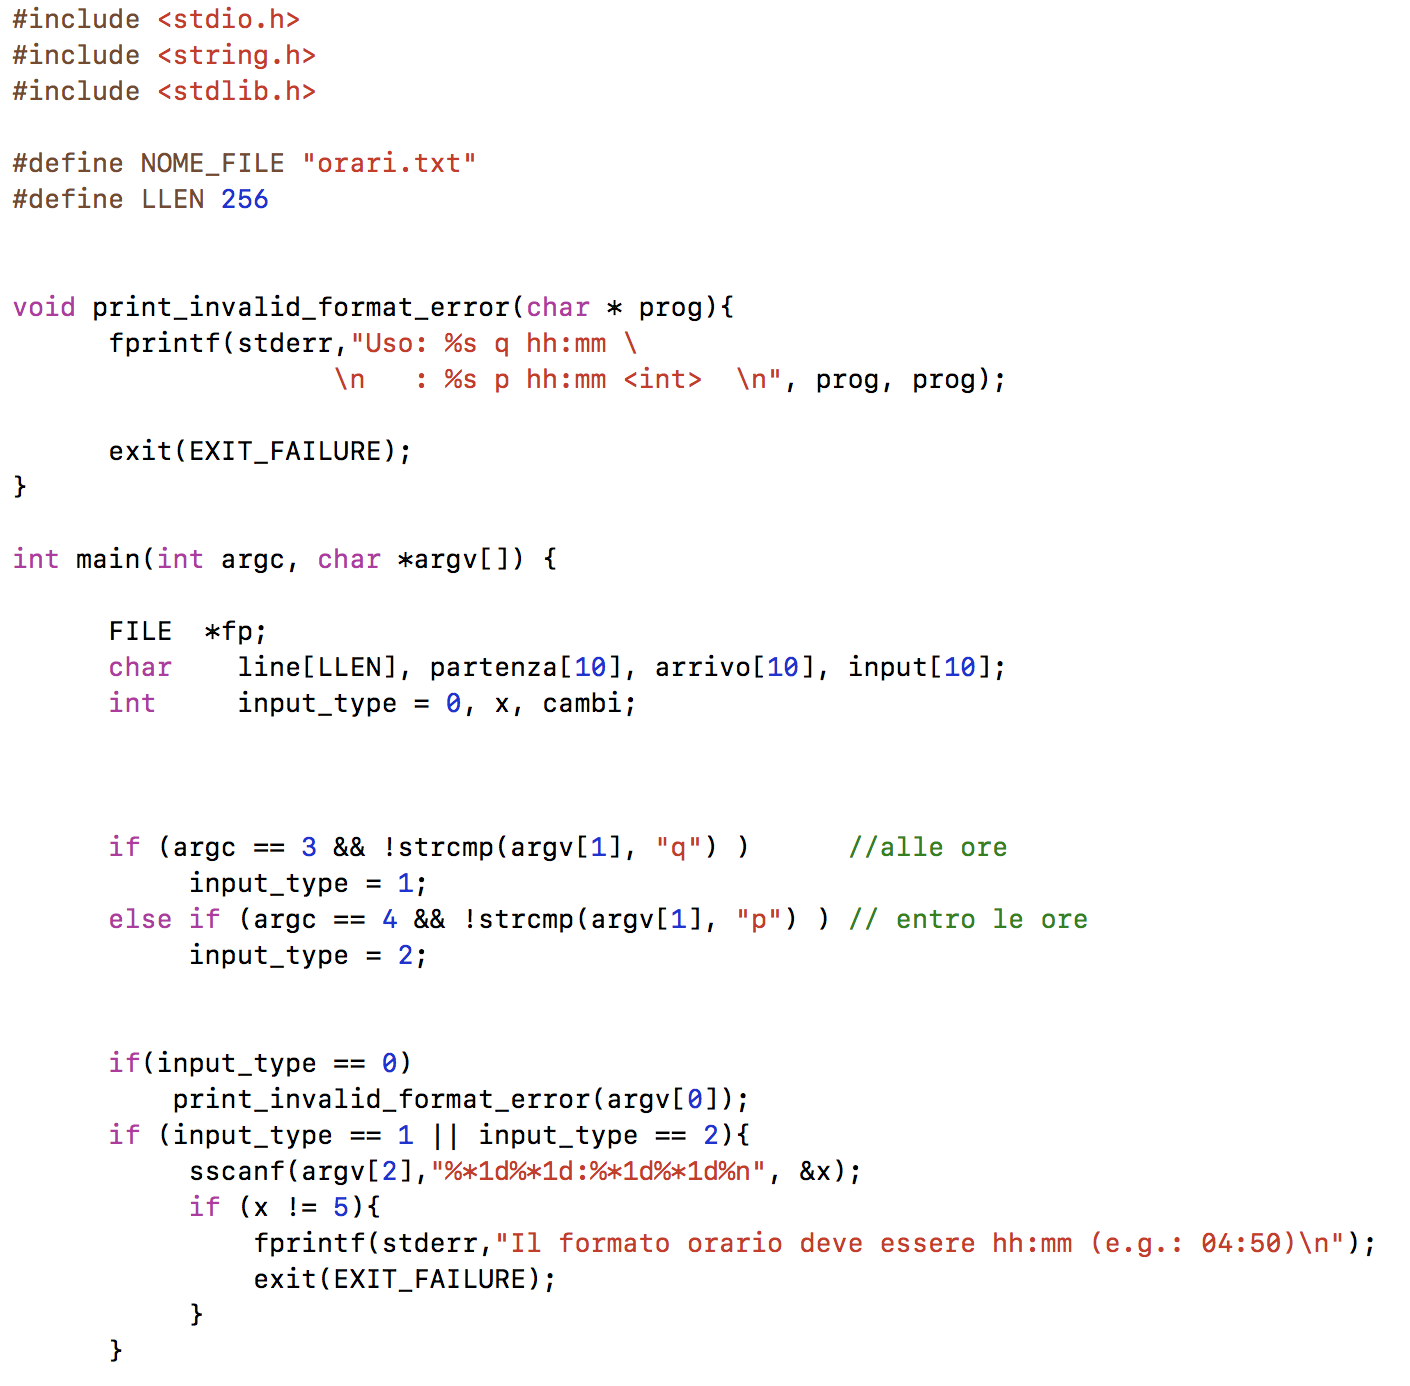 #include <stdio.h>
#include <string.h>
#include <stdlib.h>
#define NOME_FILE "orari.txt"
#define LLEN 256
void print_invalid_format_error(char * prog){
fprintf(stderr,"Uso: %s q hh:mm \
\n   : %s p hh:mm <int>  \n", prog, prog);
exit(EXIT_FAILURE);
}
int main(int argc, char *argv[]) {
FILE  *fp;
char    line[LLEN], partenza[10], arrivo[10], input[10];
int     input_type = 0, x, cambi;
if (argc == 3 && !strcmp(argv[1], "q") )      //alle ore
input_type = 1;
else if (argc == 4 && !strcmp(argv[1], "p") ) // entro le ore
input_type = 2;
if(input_type == 0)
print_invalid_format_error(argv[0]);
if (input_type == 1 || input_type == 2){
sscanf(argv[2],"%*1d%*1d:%*1d%*1d%n", &x);
if (x != 5){
fprintf(stderr,"Il formato orario deve essere hh:mm (e.g.: 04:50)\n");
exit(EXIT_FAILURE);
}
}